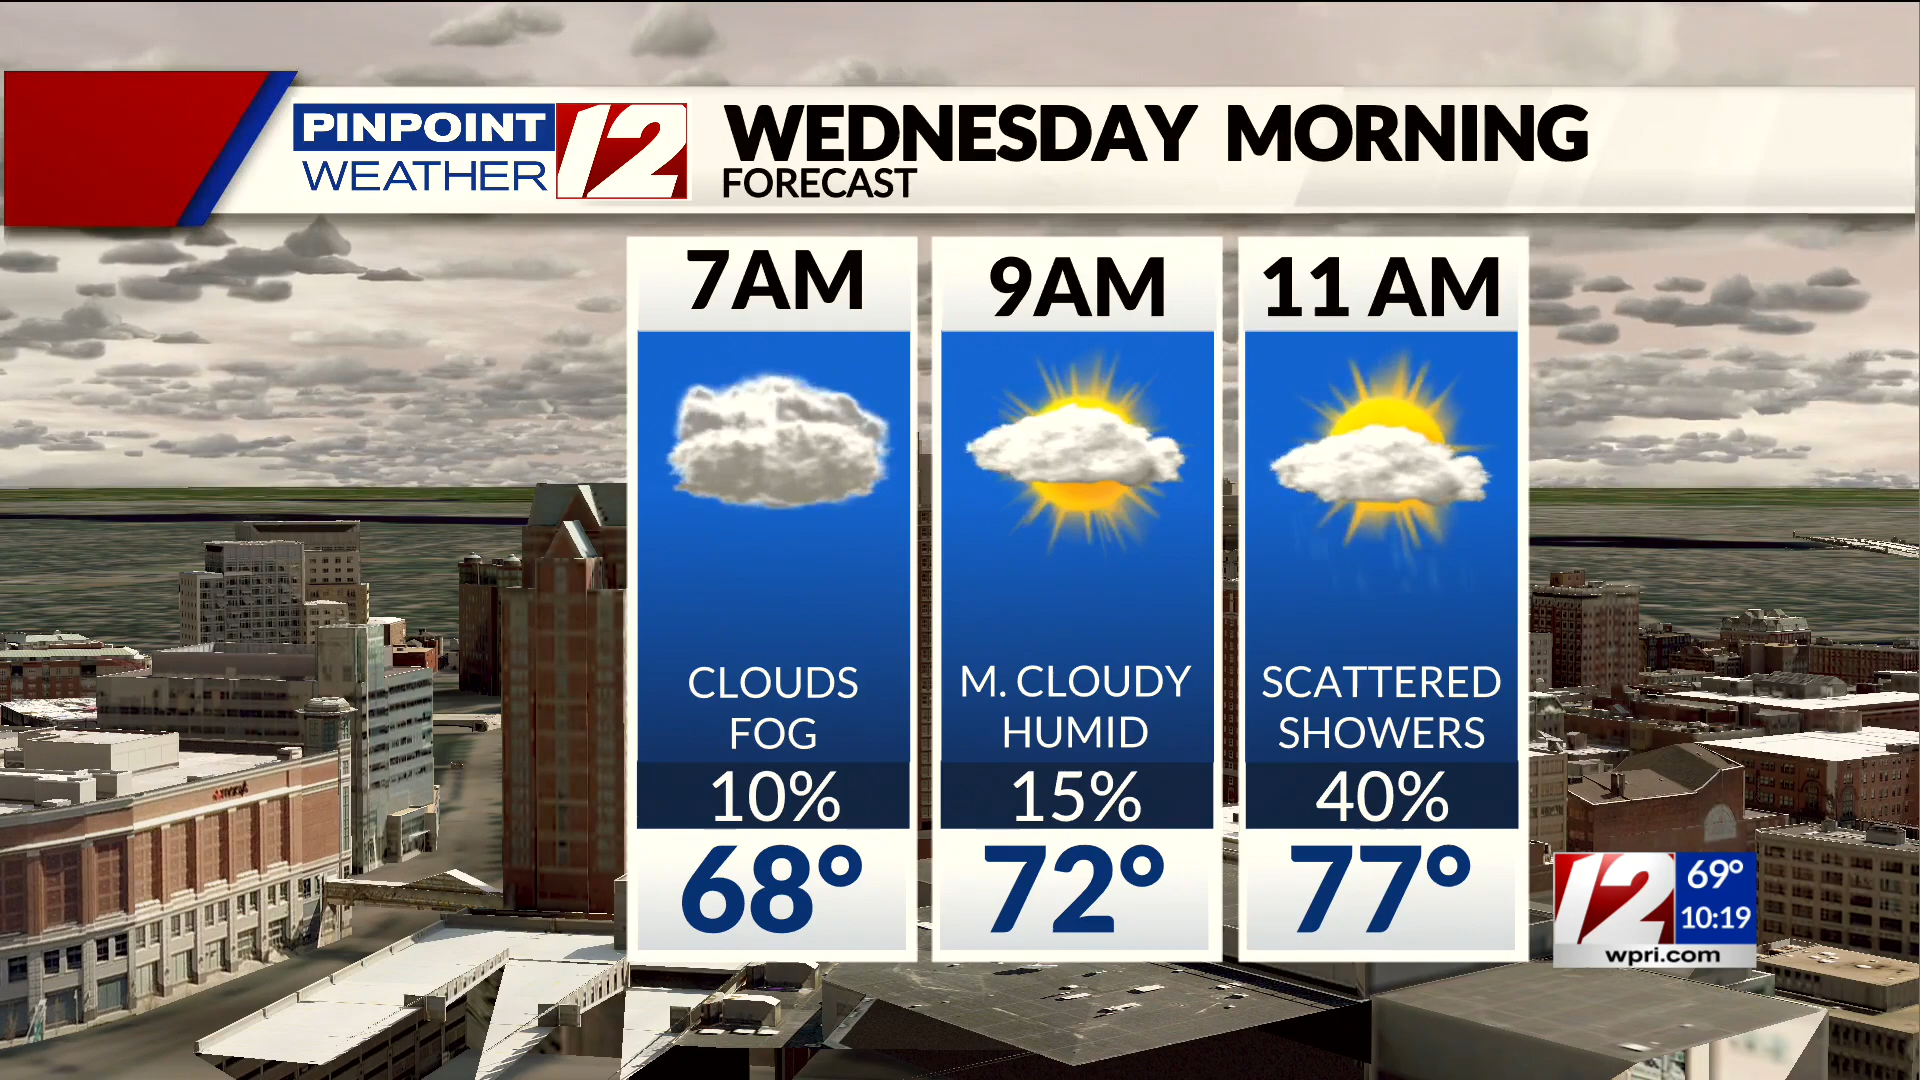 PINPOINT
WEATHER
12
WEDNESDAY MORNING
FORECAST
7AM
CLOUDS
FOG
10%
68°
9AM
M. CLOUDY
HUMID
15%
72°
11 AM
SCATTERED
SHOWERS
40%
77°
12
69°
10:19
wpri.com